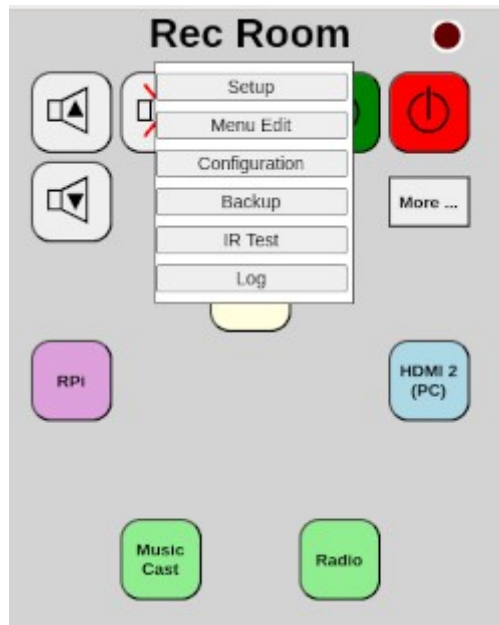 Rec Room
Setup
Menu Edit
Configuration
Backup
More ...
IR Test
Log
RPi
HDMI 2
(PC)
Music
Cast
Radio